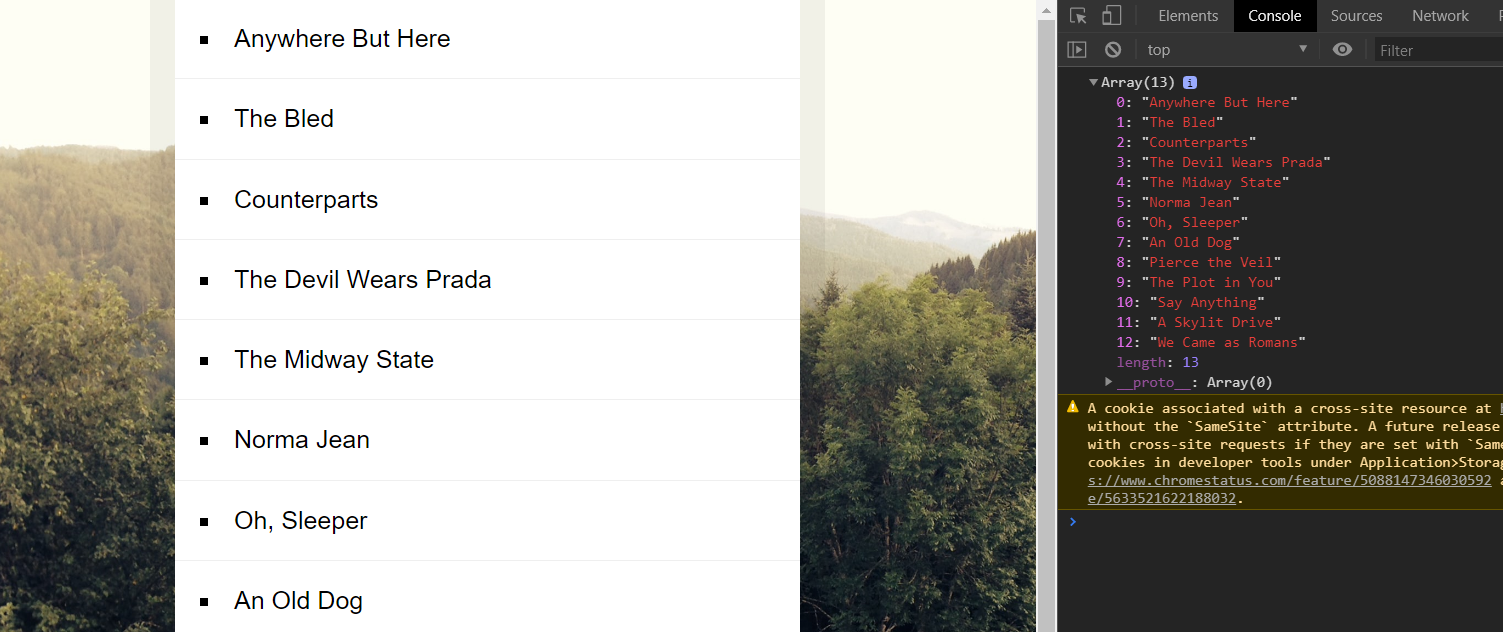 Anywhere But Here
The Bled
Counterparts
The Devil Wears Prada
The Midway State
Norma Jean
Oh, Sleeper
An Old Dog
Elements Console Sources Network
top Filter
Array(13) i
0: "Anywhere But Here"
1: "The Bled"
2: "Counterparts"
3: "The Devil Wears Prada"
4: "The Midway State"
5: "Norma Jean"
6: "Oh, Sleeper"
7: "An Old Dog"
8: "Pierce the Veil"
9: "The Plot in You"
10: "Say Anything"
11: "A Skylit Drive"
12: "We Came as Romans"
length: 13
__proto__: Array(0)
A cookie associated with a cross-site resource at
without the `SameSite` attribute. A future release
with cross-site requests if they are set with `Same
cookies in developer tools under Application>Storag
s://www.chromestatus.com/feature/5088147346030592 a
e/5633521622188032.